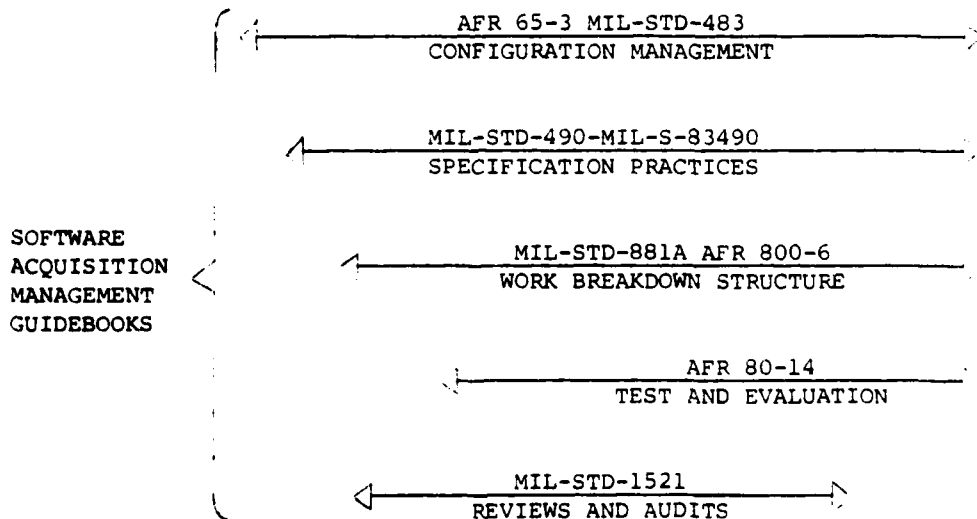 AFR 65-3 MIL-STD-483
CONFIGURATION MANAGEMENT
MIL-STD-490-MIL-S-83490
SPECIFICATION PRACTICES
SOFTWARE
ACQUISITION
MANAGEMENT
GUIDEBOOKS
MIL-STD-881A AFR 800-6
WORK BREAKDOWN STRUCTURE
AFR 80-14
TEST AND EVALUATION
MIL-STD-1521
REVIEWS AND AUDITS